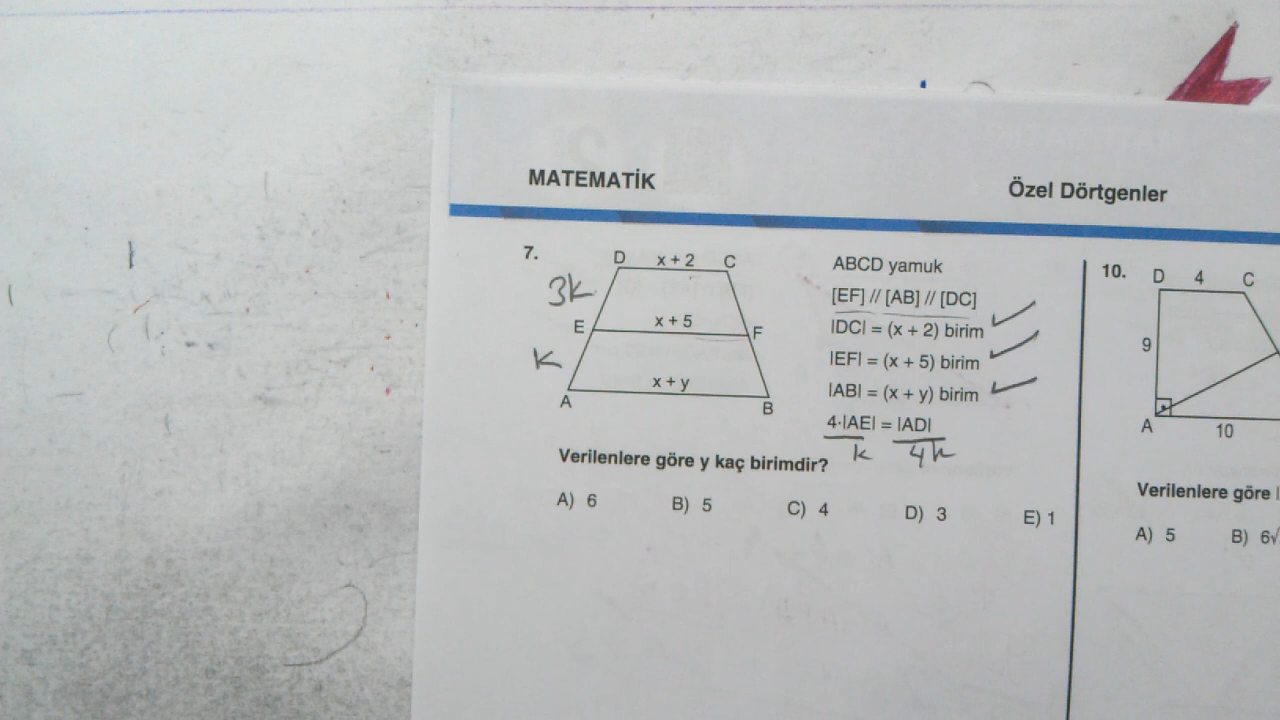 MATEMATİK
Özel Dörtgenler
7.
D x + 2 C
3k
E x + 5 F
k
x + y
A B
ABCD yamuk
[EF] // [AB] // [DC]
|DC| = (x + 2) birim
|EF| = (x + 5) birim
|AB| = (x + y) birim
4·|AE| = |AD|
k 4k
Verilenlere göre y kaç birimdir?
A) 6 B) 5 C) 4 D) 3 E) 1
10.
D 4 C
9
A 10
Verilenlere göre
A) 5 B) 6√